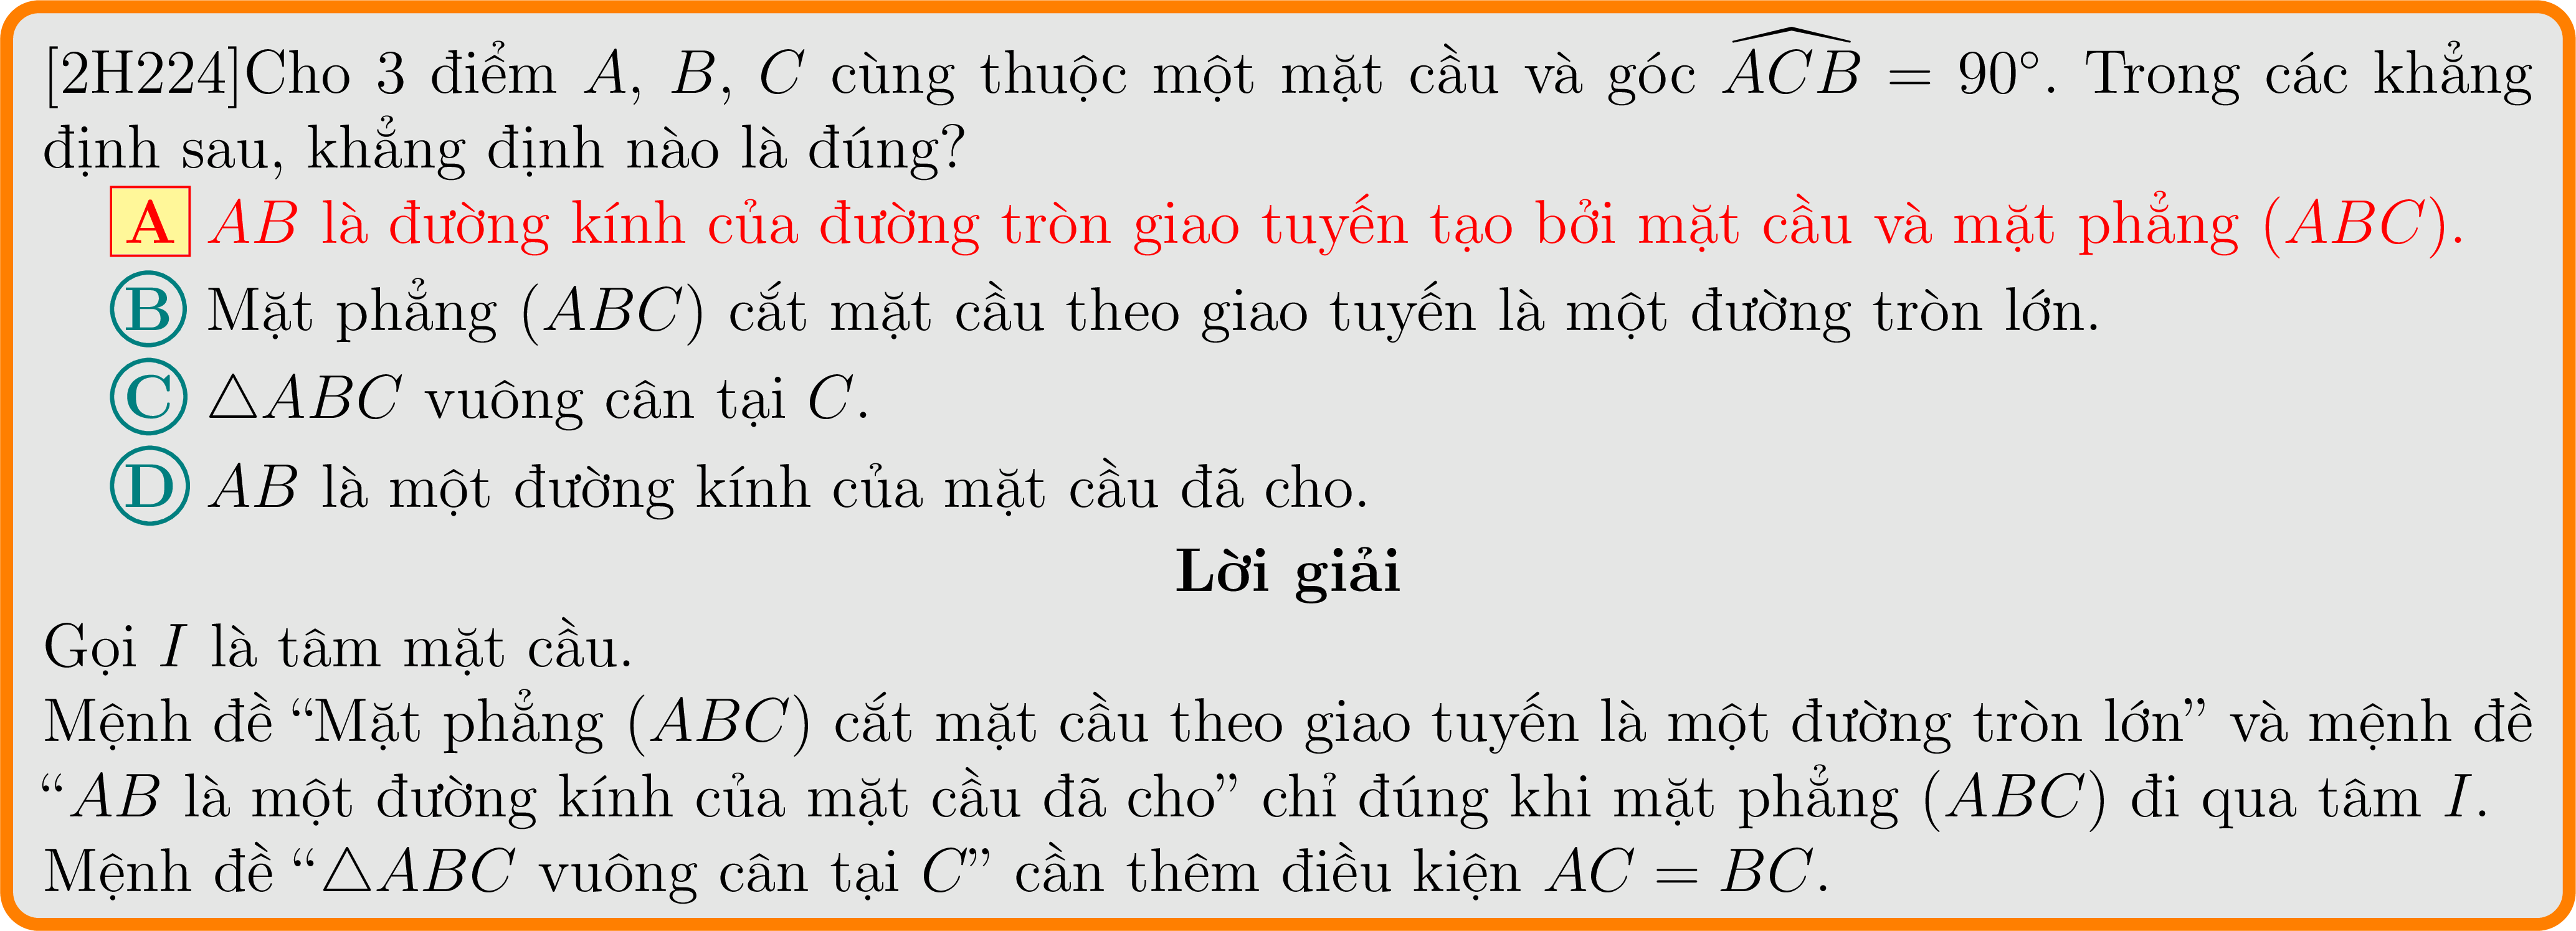 [2H224]Cho 3 điểm A, B, C cùng thuộc một mặt cầu và góc $\widehat{ACB}$ = 90°. Trong các khẳng
định sau, khẳng định nào là đúng?
A AB là đường kính của đường tròn giao tuyến tạo bởi mặt cầu và mặt phẳng (ABC).
B Mặt phẳng (ABC) cắt mặt cầu theo giao tuyến là một đường tròn lớn.
C △ABC vuông cân tại C.
D AB là một đường kính của mặt cầu đã cho.
Lời giải
Gọi I là tâm mặt cầu.
Mệnh đề “Mặt phẳng (ABC) cắt mặt cầu theo giao tuyến là một đường tròn lớn” và mệnh đề
“AB là một đường kính của mặt cầu đã cho” chỉ đúng khi mặt phẳng (ABC) đi qua tâm I.
Mệnh đề “△ABC vuông cân tại C” cần thêm điều kiện AC = BC.